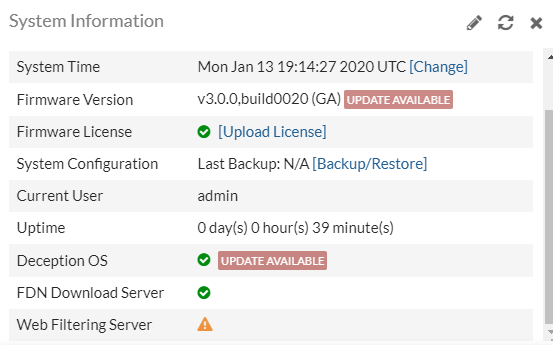 System Information
System Time Mon Jan 13 19:14:27 2020 UTC [Change]
Firmware Version v3.0.0,build0020 (GA) UPDATE AVAILABLE
Firmware License [Upload License]
System Configuration Last Backup: N/A [Backup/Restore]
Current User admin
Uptime 0 day(s) 0 hour(s) 39 minute(s)
Deception OS UPDATE AVAILABLE
FDN Download Server
Web Filtering Server